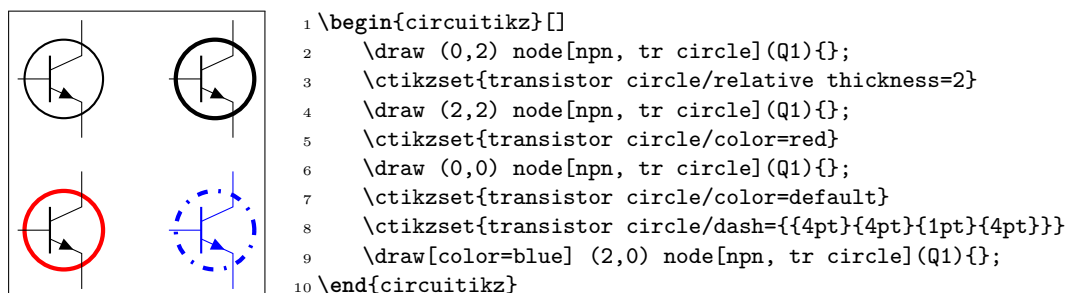 1 \begin{circuitikz}[]
2     \draw (0,2) node[npn, tr circle](Q1){};
3     \ctikzset{transistor circle/relative thickness=2}
4     \draw (2,2) node[npn, tr circle](Q1){};
5     \ctikzset{transistor circle/color=red}
6     \draw (0,0) node[npn, tr circle](Q1){};
7     \ctikzset{transistor circle/color=default}
8     \ctikzset{transistor circle/dash={{4pt}{4pt}{1pt}{4pt}}}
9     \draw[color=blue] (2,0) node[npn, tr circle](Q1){};
10 \end{circuitikz}